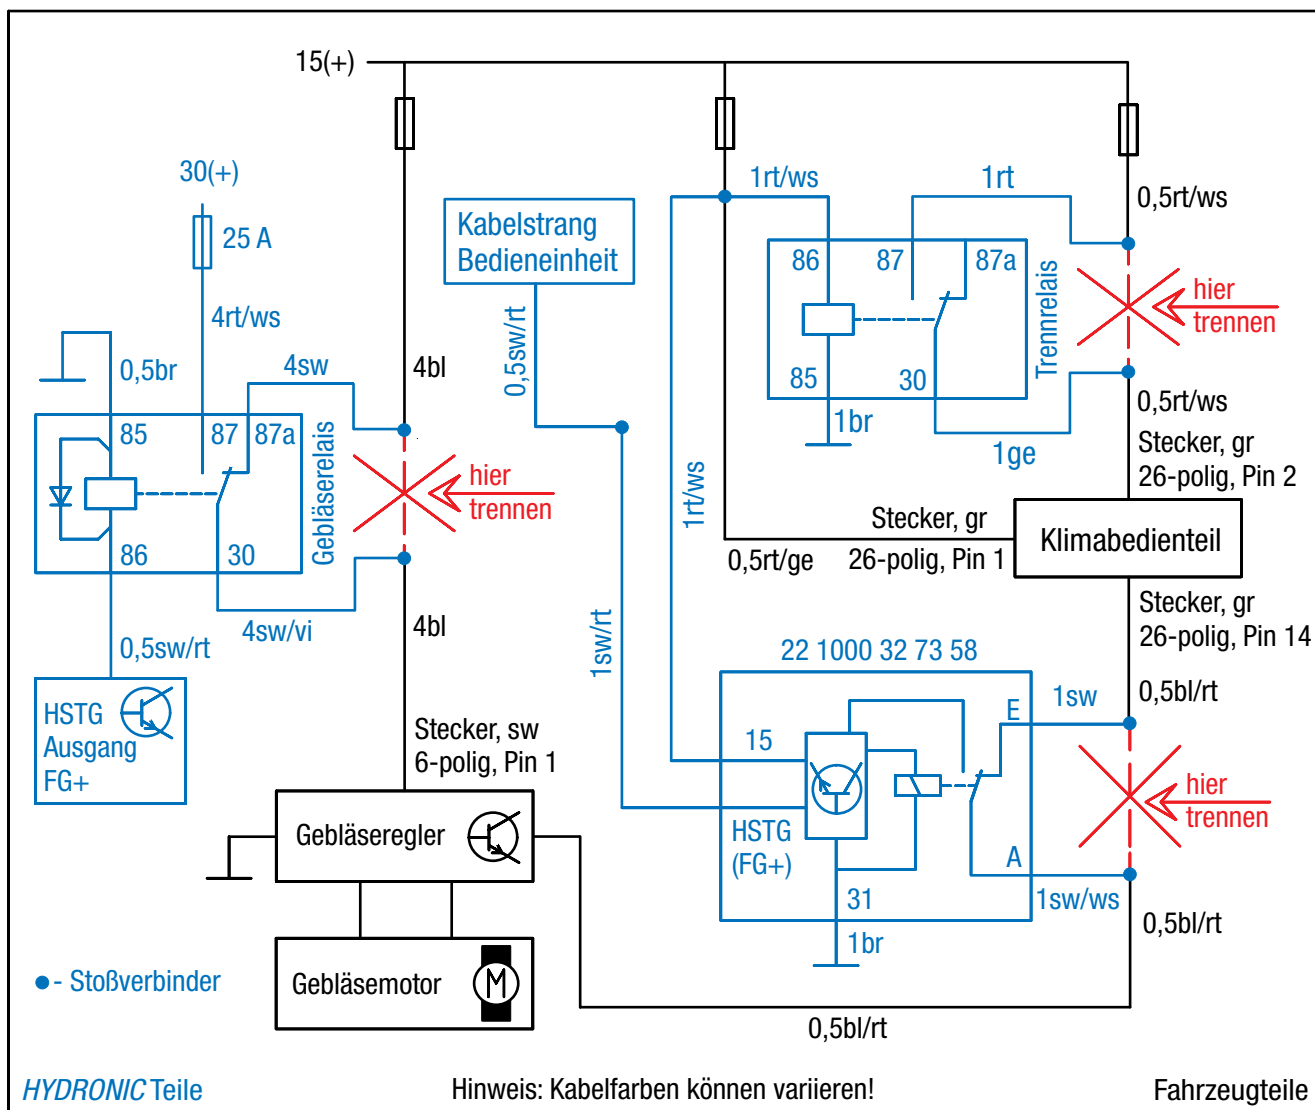 15(+)
30(+)
25 A
4rt/ws
0,5br
4sw
4bl
85
87
87a
86
30
Gebläserelais
hier
trennen
4sw/vi
4bl
0,5sw/rt
HSTG
Ausgang
FG+
Kabelstrang
Bedieneinheit
0,5sw/rt
1sw/rt
1rt/ws
1rt/ws
1rt
0,5rt/ws
86
87
87a
85
30
Trennrelais
hier
trennen
1br
1ge
0,5rt/ws
Stecker, gr
26-polig, Pin 2
Stecker, gr
26-polig, Pin 1
0,5rt/ge
Klimabedienteil
Stecker, gr
26-polig, Pin 14
0,5bl/rt
22 1000 32 73 58
15
E
1sw
HSTG
(FG+)
A
31
1sw/ws
1br
hier
trennen
0,5bl/rt
Stecker, sw
6-polig, Pin 1
Gebläseregler
Gebläsemotor
M
0,5bl/rt
- Stoßverbinder
HYDRONIC Teile
Hinweis: Kabelfarben können variieren!
Fahrzeugteile